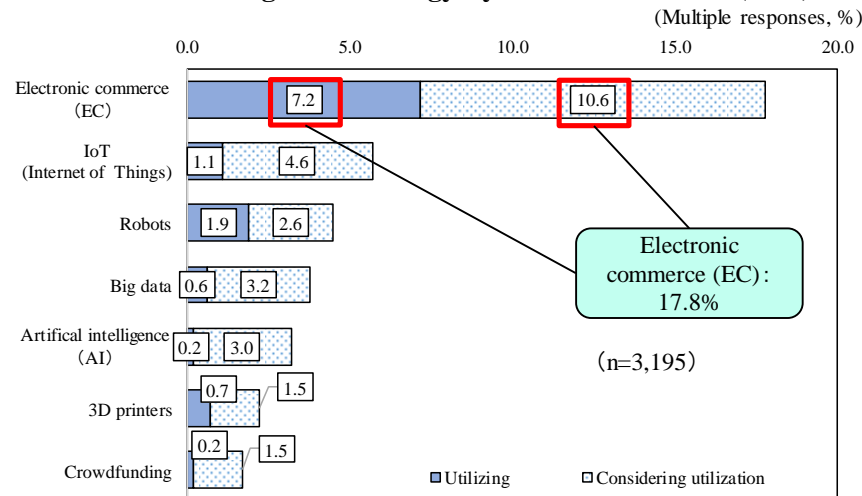 (Multiple responses, %)
0.0 5.0 10.0 15.0 20.0
Electronic commerce
（EC）
7.2 10.6
IoT
(Internet of Things)
1.1 4.6
Robots
1.9 2.6
Electronic
commerce (EC) :
17.8%
Big data
0.6 3.2
Artifical intelligence
（AI）
0.2 3.0
（n=3,195）
3D printers
0.7 1.5
Crowdfunding
0.2 1.5
Utilizing Considering utilization